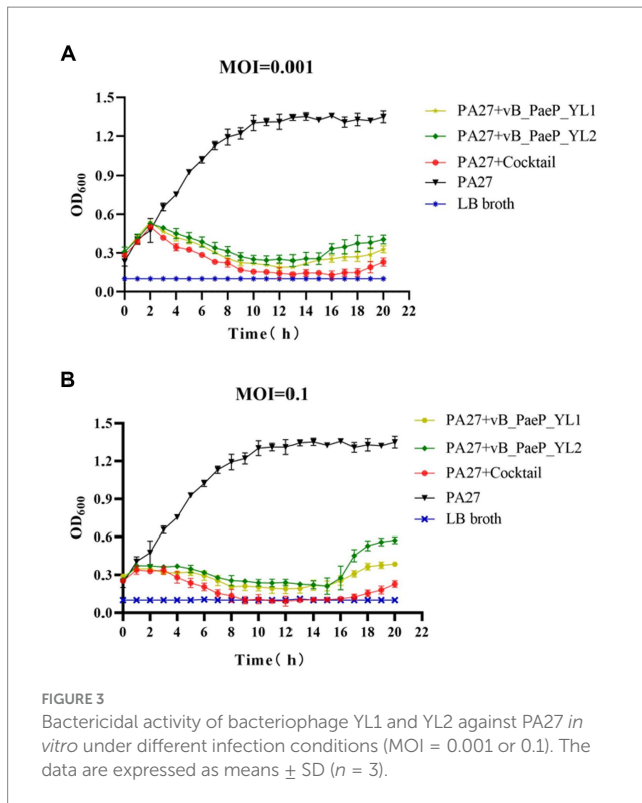 A
MOI=0.001
OD600
1.5
1.2
0.9
0.6
0.3
0.0
0 2 4 6 8 10 12 14 16 18 20 22
Time( h)
PA27+vB_PaeP_YL1
PA27+vB_PaeP_YL2
PA27+Cocktail
PA27
LB broth
B
MOI=0.1
OD600
1.5
1.2
0.9
0.6
0.3
0.0
0 2 4 6 8 10 12 14 16 18 20 22
Time( h)
PA27+vB_PaeP_YL1
PA27+vB_PaeP_YL2
PA27+Cocktail
PA27
LB broth
FIGURE 3
Bactericidal activity of bacteriophage YL1 and YL2 against PA27 in
vitro under different infection conditions (MOI = 0.001 or 0.1). The
data are expressed as means ± SD (n = 3).